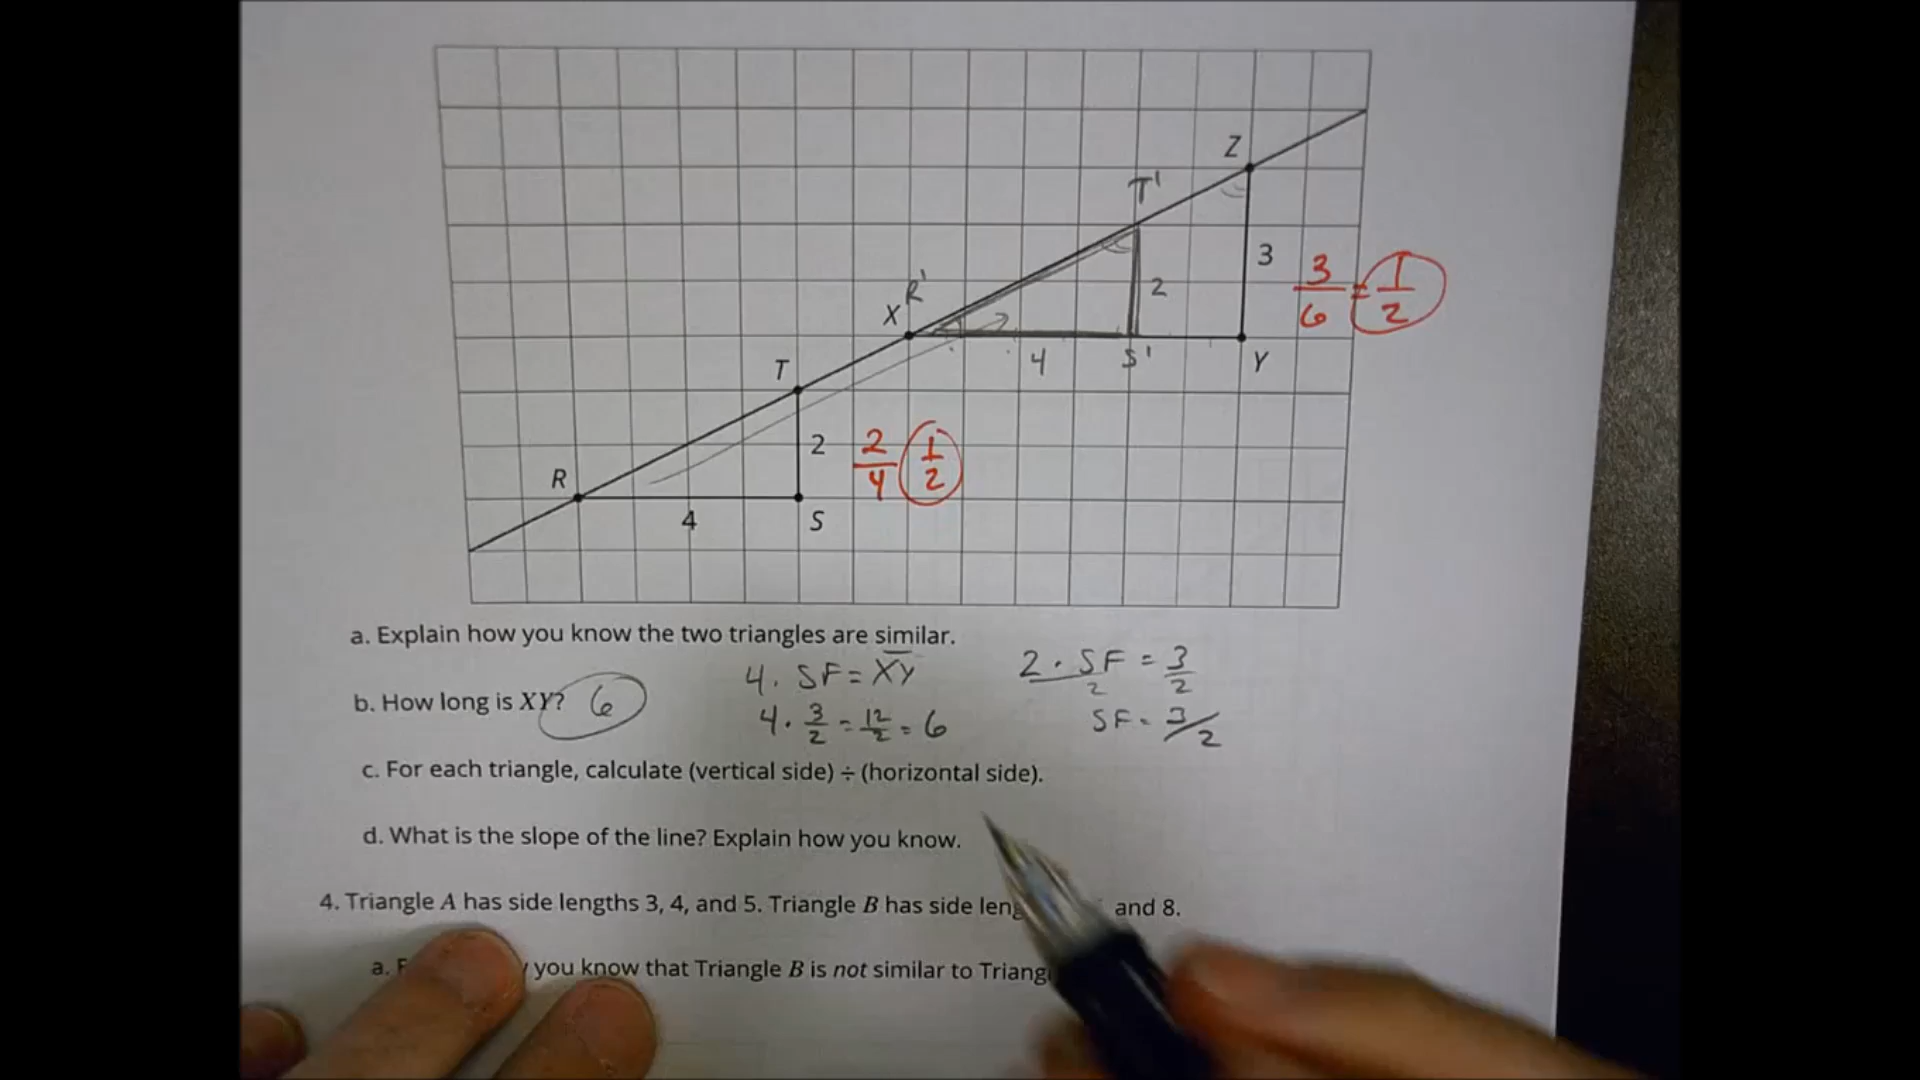 Z
T'
3
3/6 = 1/2
R'
X
2
4
S'
Y
T
2
2/4 1/2
R
4
S
a. Explain how you know the two triangles are similar.
4 . SF = XY
2 . SF = 3
2 2
b. How long is XY? 6
4 . 3/2 = 12/2 = 6
SF = 3/2
c. For each triangle, calculate (vertical side) ÷ (horizontal side).
d. What is the slope of the line? Explain how you know.
4. Triangle A has side lengths 3, 4, and 5. Triangle B has side and 8.
a. you know that Triangle B is not similar to